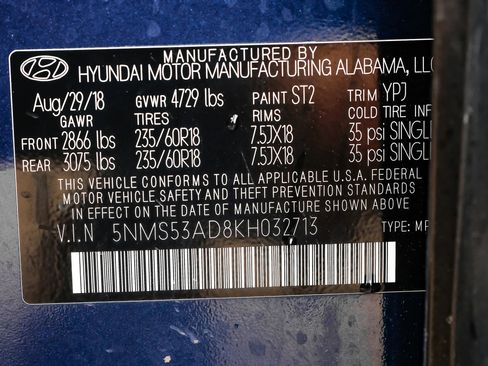 MANUFACTURED BY
HYUNDAI MOTOR MANUFACTURING ALABAMA, LLC
Aug/29/18 GVWR 4729 lbs PAINT ST2 TRIM YPJ
GAWR TIRES RIMS COLD TIRE INF
FRONT 2866 lbs 235/60R18 7.5JX18 35 psi SINGLE
REAR 3075 lbs 235/60R18 7.5JX18 35 psi SINGLE
THIS VEHICLE CONFORMS TO ALL APPLICABLE U.S.A. FEDERAL
MOTOR VEHICLE SAFETY AND THEFT PREVENTION STANDARDS
IN EFFECT ON THE DATE OF MANUFACTURE SHOWN ABOVE
V.I.N 5NMS53AD8KH032713 TYPE: MP